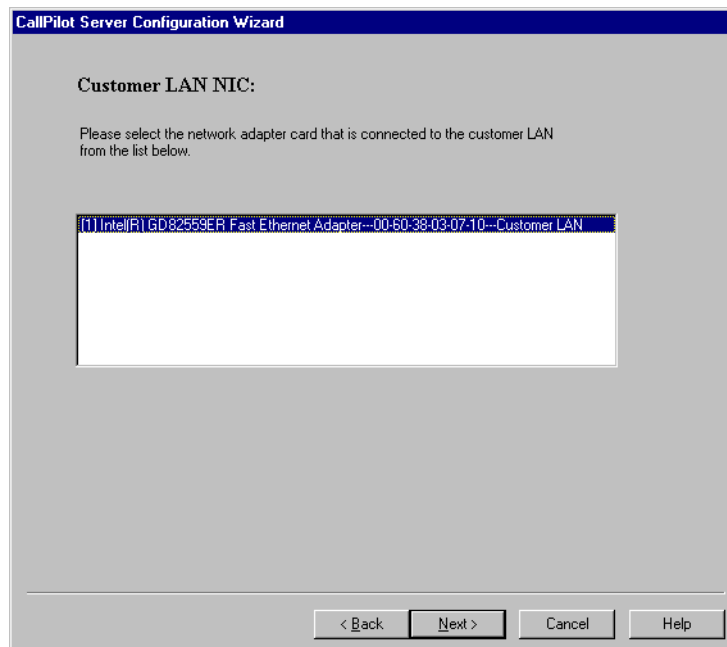 CallPilot Server Configuration Wizard
Customer LAN NIC:
Please select the network adapter card that is connected to the customer LAN
from the list below.
[1] Intel(R) GD82559ER Fast Ethernet Adapter---00-60-38-03-07-10---Customer LAN
< Back
Next >
Cancel
Help